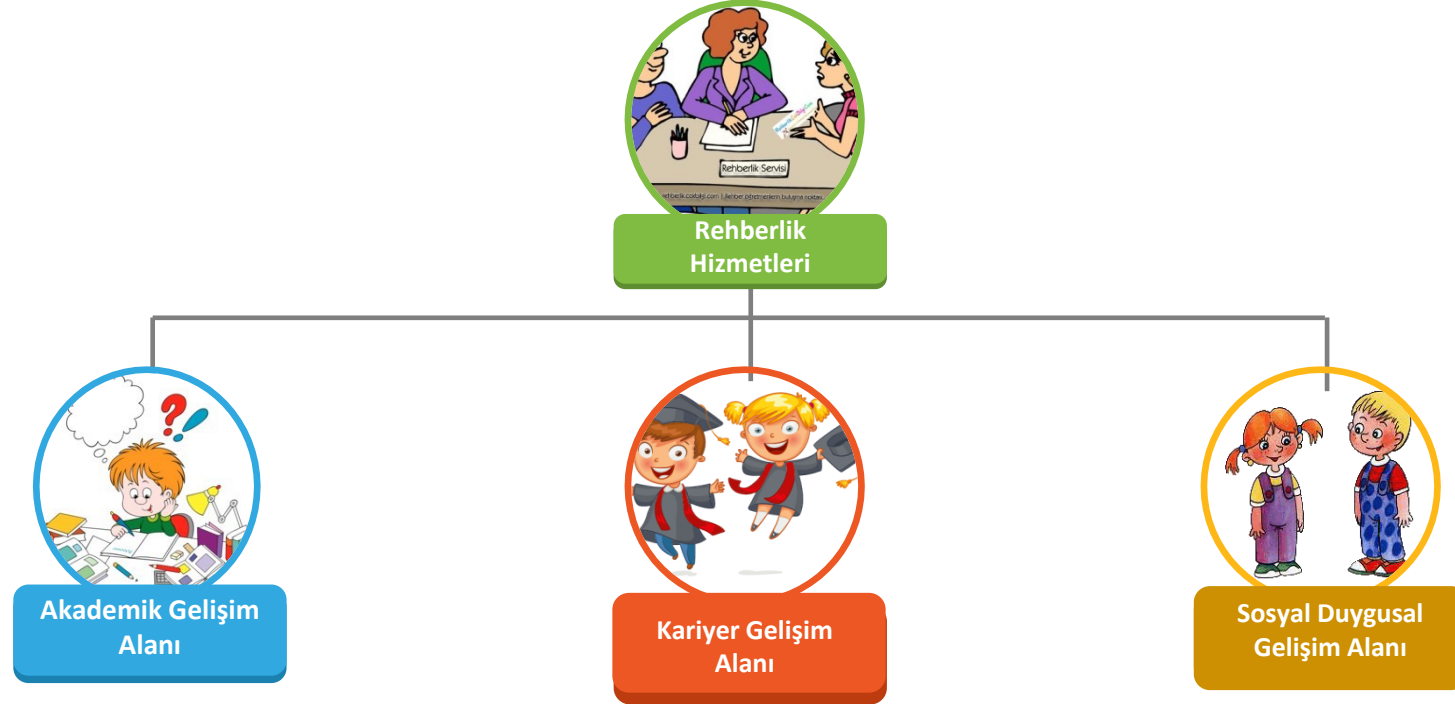 Rehberlik Servisi
Rehberlik
Hizmetleri
Akademik Gelişim
Alanı
Kariyer Gelişim
Alanı
Sosyal Duygusal
Gelişim Alanı